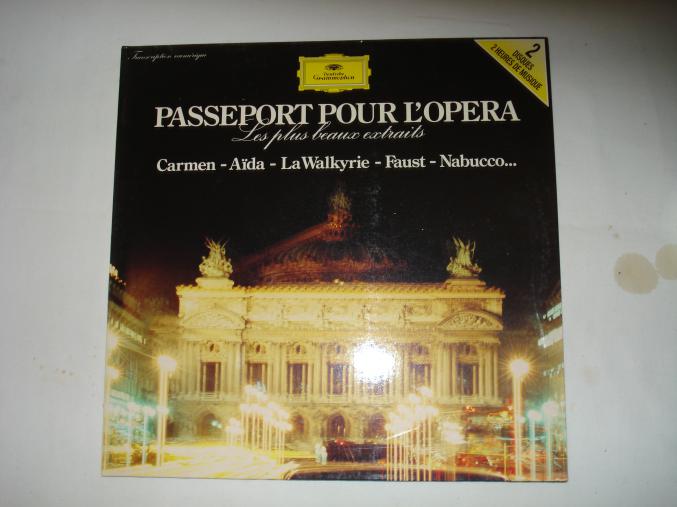 Transcription numérique
Deutsche
Grammophon
2
DISQUES
2 HEURES DE MUSIQUE
PASSEPORT POUR L'OPERA
Les plus beaux extraits
Carmen - Aïda - La Walkyrie - Faust - Nabucco...